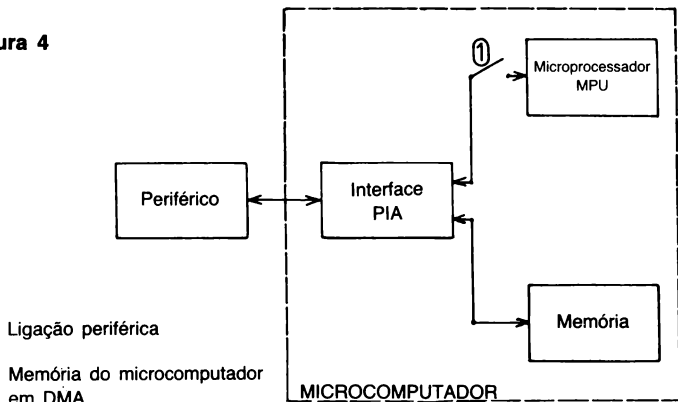 ura 4
①
Microprocessador
MPU
Periférico
Interface
PIA
Memória
Ligação periférica
Memória do microcomputador
em DMA
MICROCOMPUTADOR